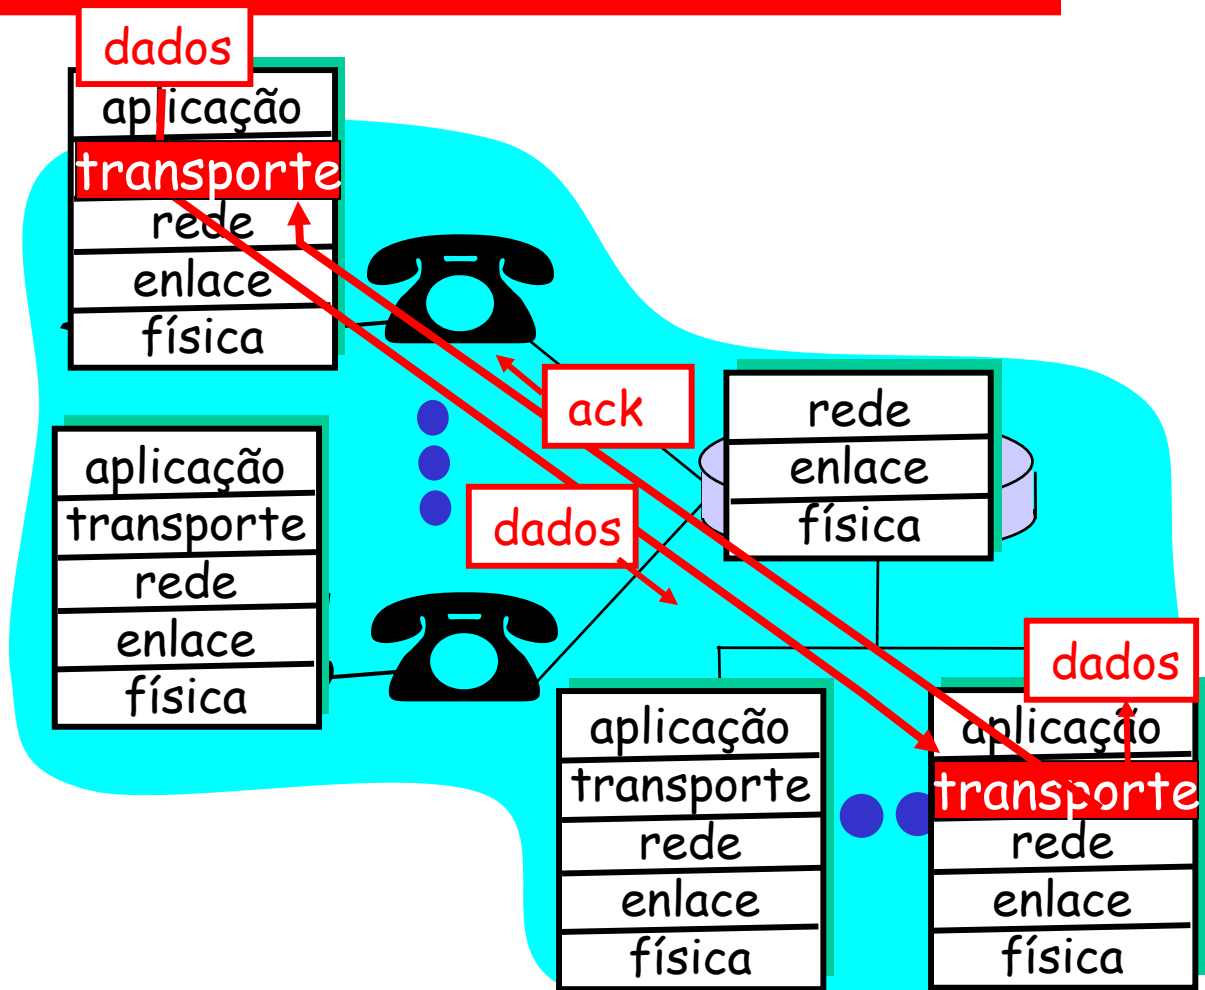 dados
aplicação
transporte
rede
enlace
física
ack
rede
enlace
física
aplicação
transporte
rede
enlace
física
dados
dados
aplicação
transporte
rede
enlace
física
aplicação
transporte
rede
enlace
física